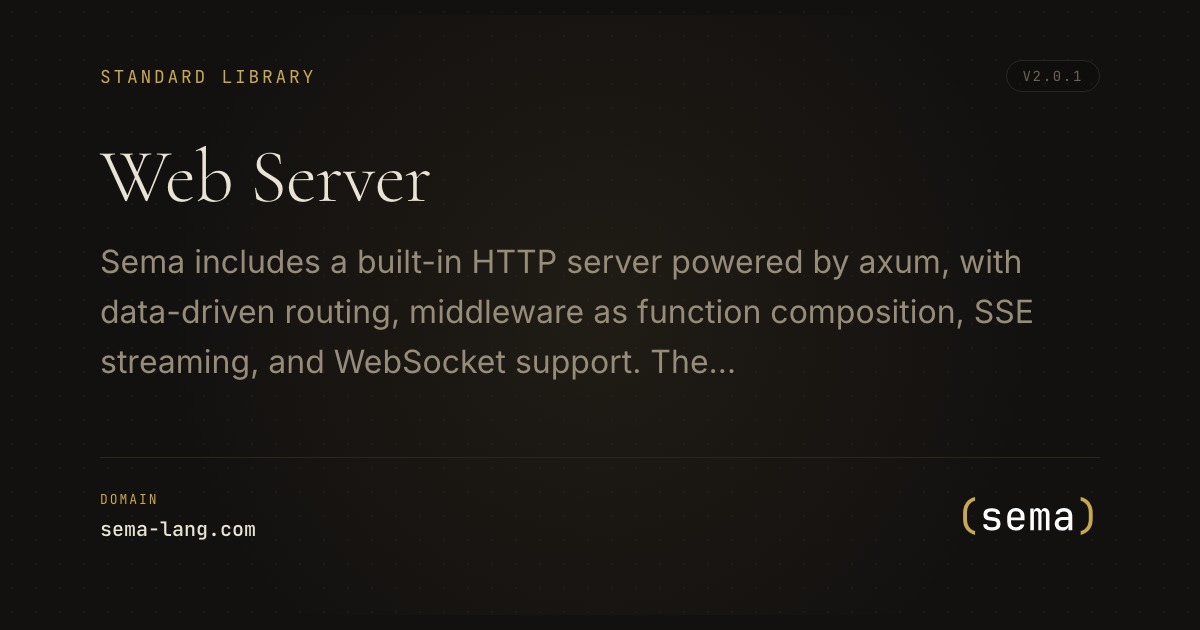 STANDARD LIBRARY
V2.0.1
Web Server
Sema includes a built-in HTTP server powered by axum, with
data-driven routing, middleware as function composition, SSE
streaming, and WebSocket support. The...
DOMAIN
sema-lang.com
(sema)